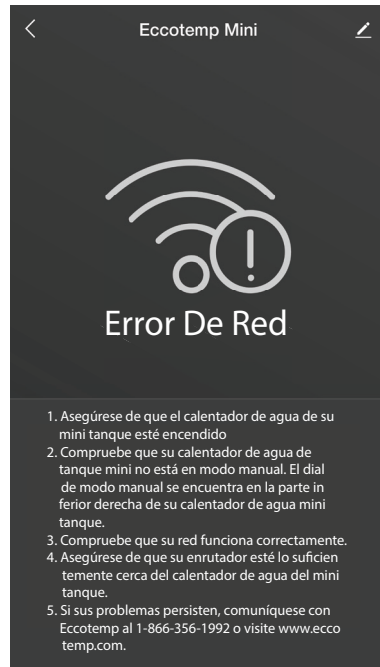 Eccotemp Mini
Error De Red
1. Asegúrese de que el calentador de agua de su
mini tanque esté encendido
2. Compruebe que su calentador de agua de
tanque mini no está en modo manual. El dial
de modo manual se encuentra en la parte in
ferior derecha de su calentador de agua mini
tanque.
3. Compruebe que su red funciona correctamente.
4. Asegúrese de que su enrutador esté lo suficien
temente cerca del calentador de agua del mini
tanque.
5. Si sus problemas persisten, comuníquese con
Eccotemp al 1-866-356-1992 o visite www.ecco
temp.com.